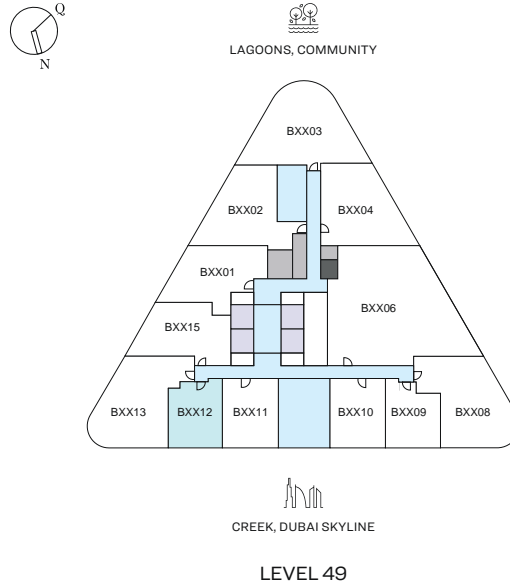 Q
N
LAGOONS, COMMUNITY
BXX03
BXX02
BXX04
BXX01
BXX06
BXX15
BXX13
BXX12
BXX11
BXX10
BXX09
BXX08
CREEK, DUBAI SKYLINE
LEVEL 49